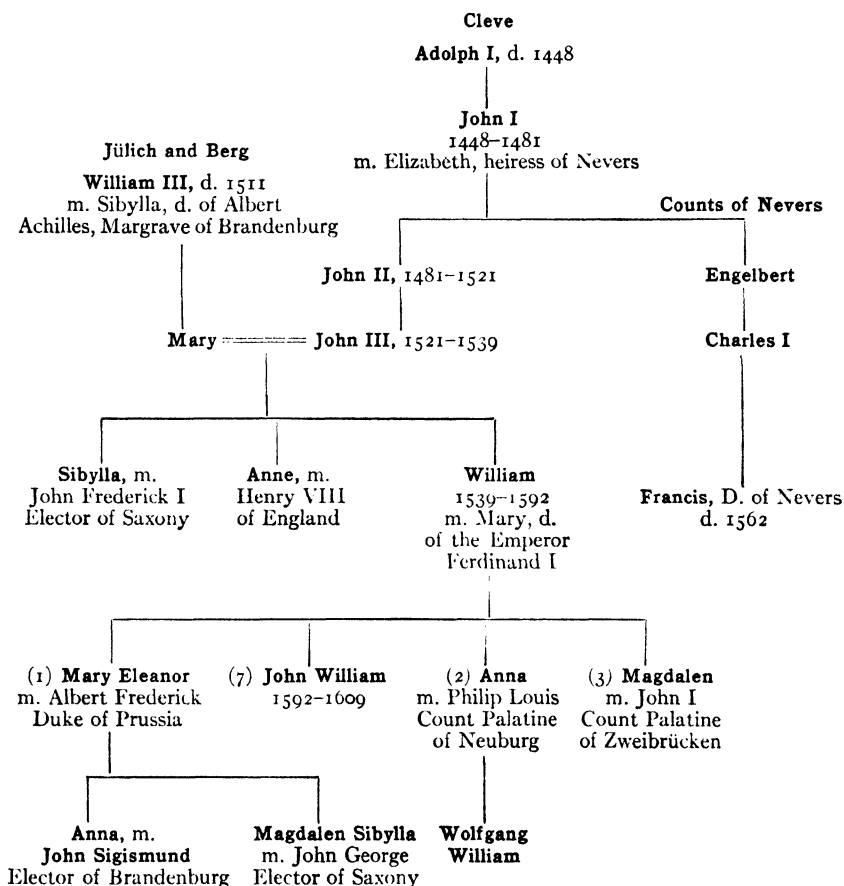 Cleve
Adolph I, d. 1448
John I
1448–1481
m. Elizabeth, heiress of Nevers
Jülich and Berg
William III, d. 1511
m. Sibylla, d. of Albert
Achilles, Margrave of Brandenburg
Counts of Nevers
John II, 1481–1521
Engelbert
Mary
John III, 1521–1539
Charles I
Sibylla, m.
John Frederick I
Elector of Saxony
Anne, m.
Henry VIII
of England
William
1539–1592
m. Mary, d.
of the Emperor
Ferdinand I
Francis, D. of Nevers
d. 1562
(1) Mary Eleanor
m. Albert Frederick
Duke of Prussia
(7) John William
1592–1609
(2) Anna
m. Philip Louis
Count Palatine
of Neuburg
(3) Magdalen
m. John I
Count Palatine
of Zweibrücken
Anna, m.
John Sigismund
Elector of Brandenburg
Magdalen Sibylla
m. John George
Elector of Saxony
Wolfgang
William